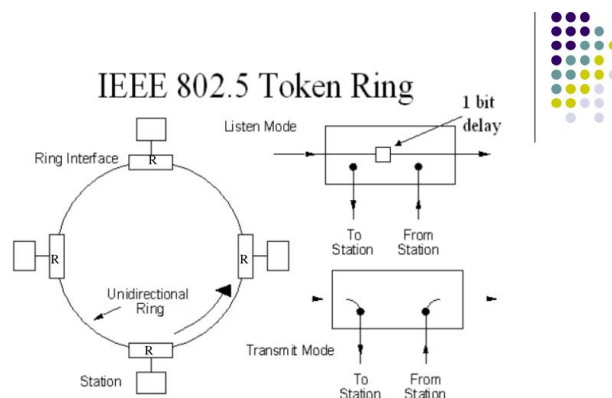 IEEE 802.5 Token Ring
1 bit
delay
Listen Mode
Ring Interface
R
R
R
To
Station
From
Station
Unidirectional
Ring
R
Transmit Mode
Station
To
Station
From
Station